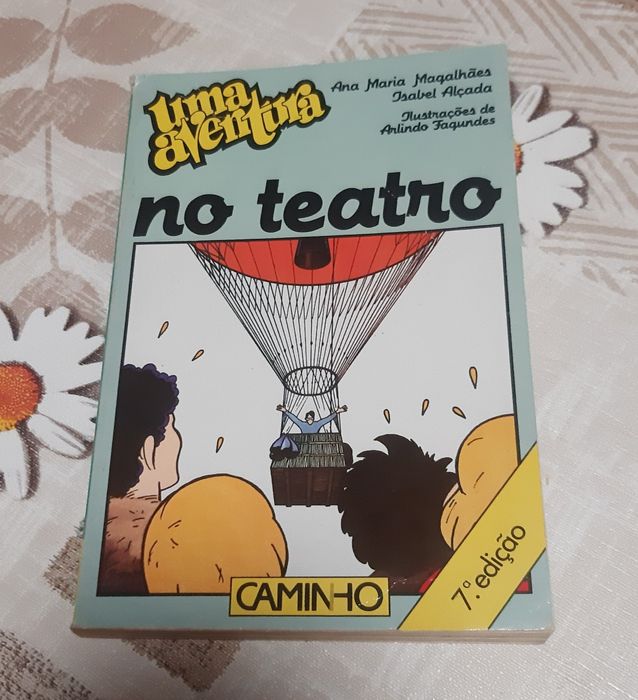 uma
aventura
Ana Maria Magalhães
Isabel Alçada
Ilustrações de
Arlindo Fagundes
no teatro
7ª. edição
CAMINHO